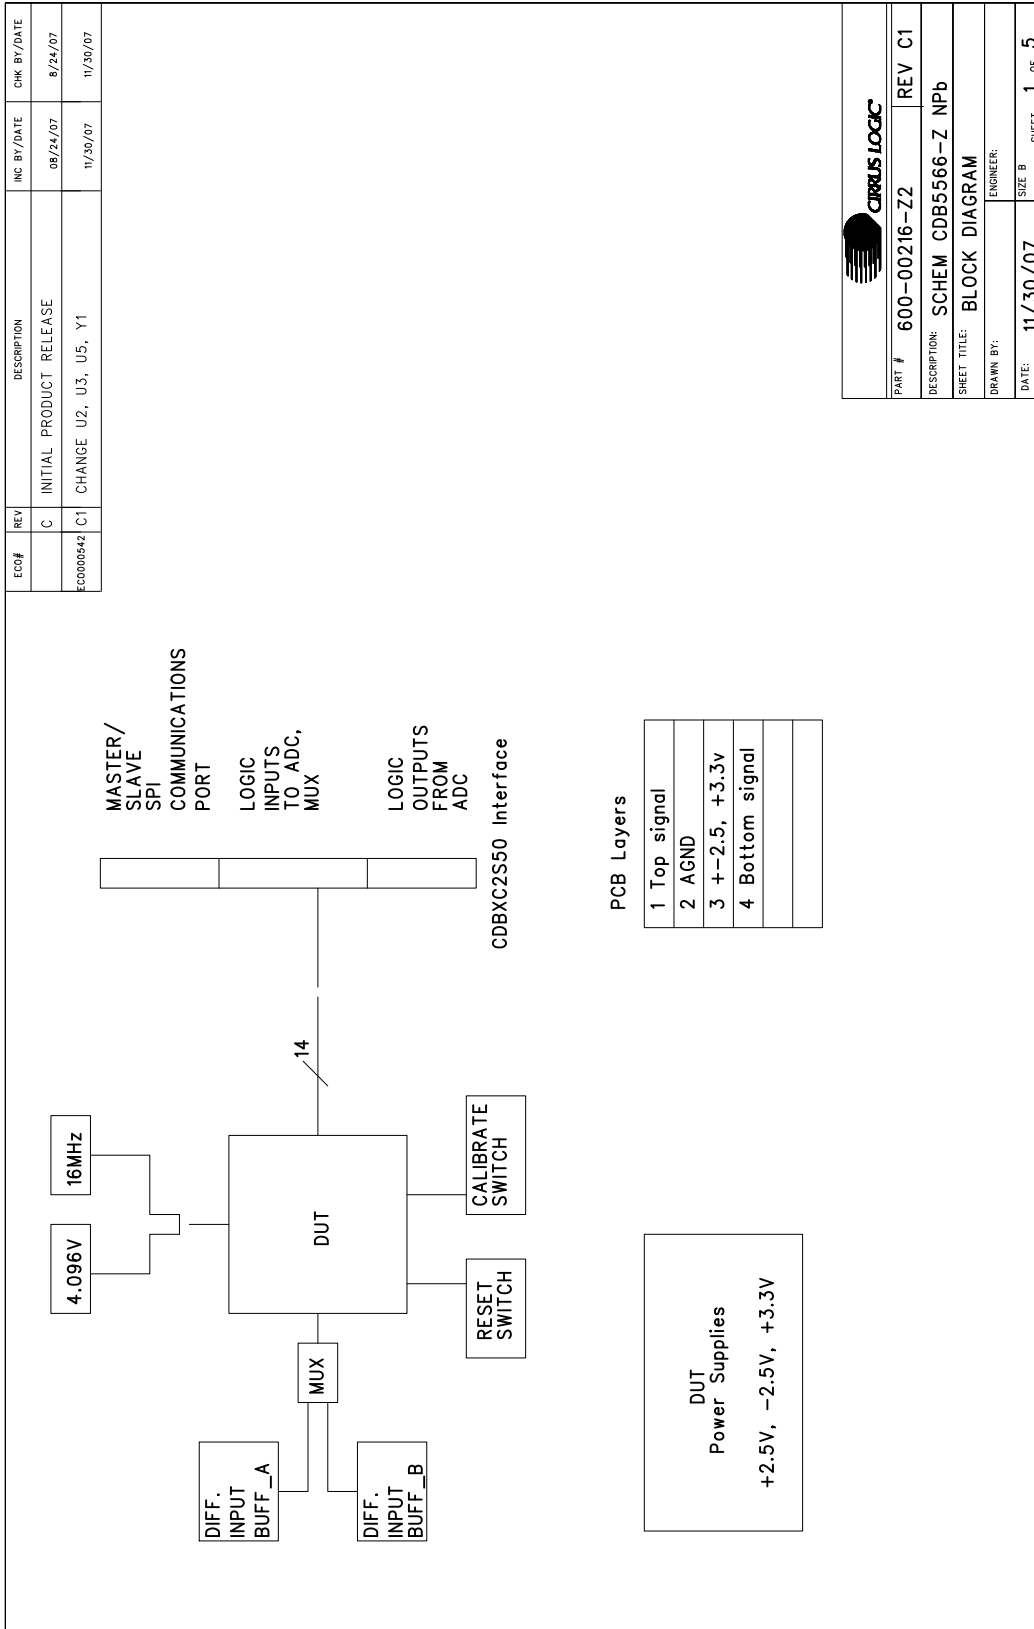 ECO#
REV
DESCRIPTION
INC BY/DATE
CHK BY/DATE
C
INITIAL PRODUCT RELEASE
08/24/07
8/24/07
ECO000542
C1
CHANGE U2, U3, U5, Y1
11/30/07
11/30/07
4.096V
16MHz
DIFF.
INPUT
BUFF_A
DIFF.
INPUT
BUFF_B
MUX
DUT
14
RESET
SWITCH
CALIBRATE
SWITCH
MASTER/
SLAVE
SPI
COMMUNICATIONS
PORT
LOGIC
INPUTS
TO ADC,
MUX
LOGIC
OUTPUTS
FROM
ADC
CDBXC2S50 Interface
DUT
Power Supplies
+2.5V, -2.5V, +3.3V
PCB Layers
1 Top signal
2 AGND
3 +-2.5, +3.3v
4 Bottom signal
CIRRUS LOGIC®
PART # 600-00216-Z2 REV C1
DESCRIPTION: SCHEM CDB5566-Z NPb
SHEET TITLE: BLOCK DIAGRAM
DRAWN BY: ENGINEER:
DATE: 11/30/07 SIZE B SHEET 1 OF 5